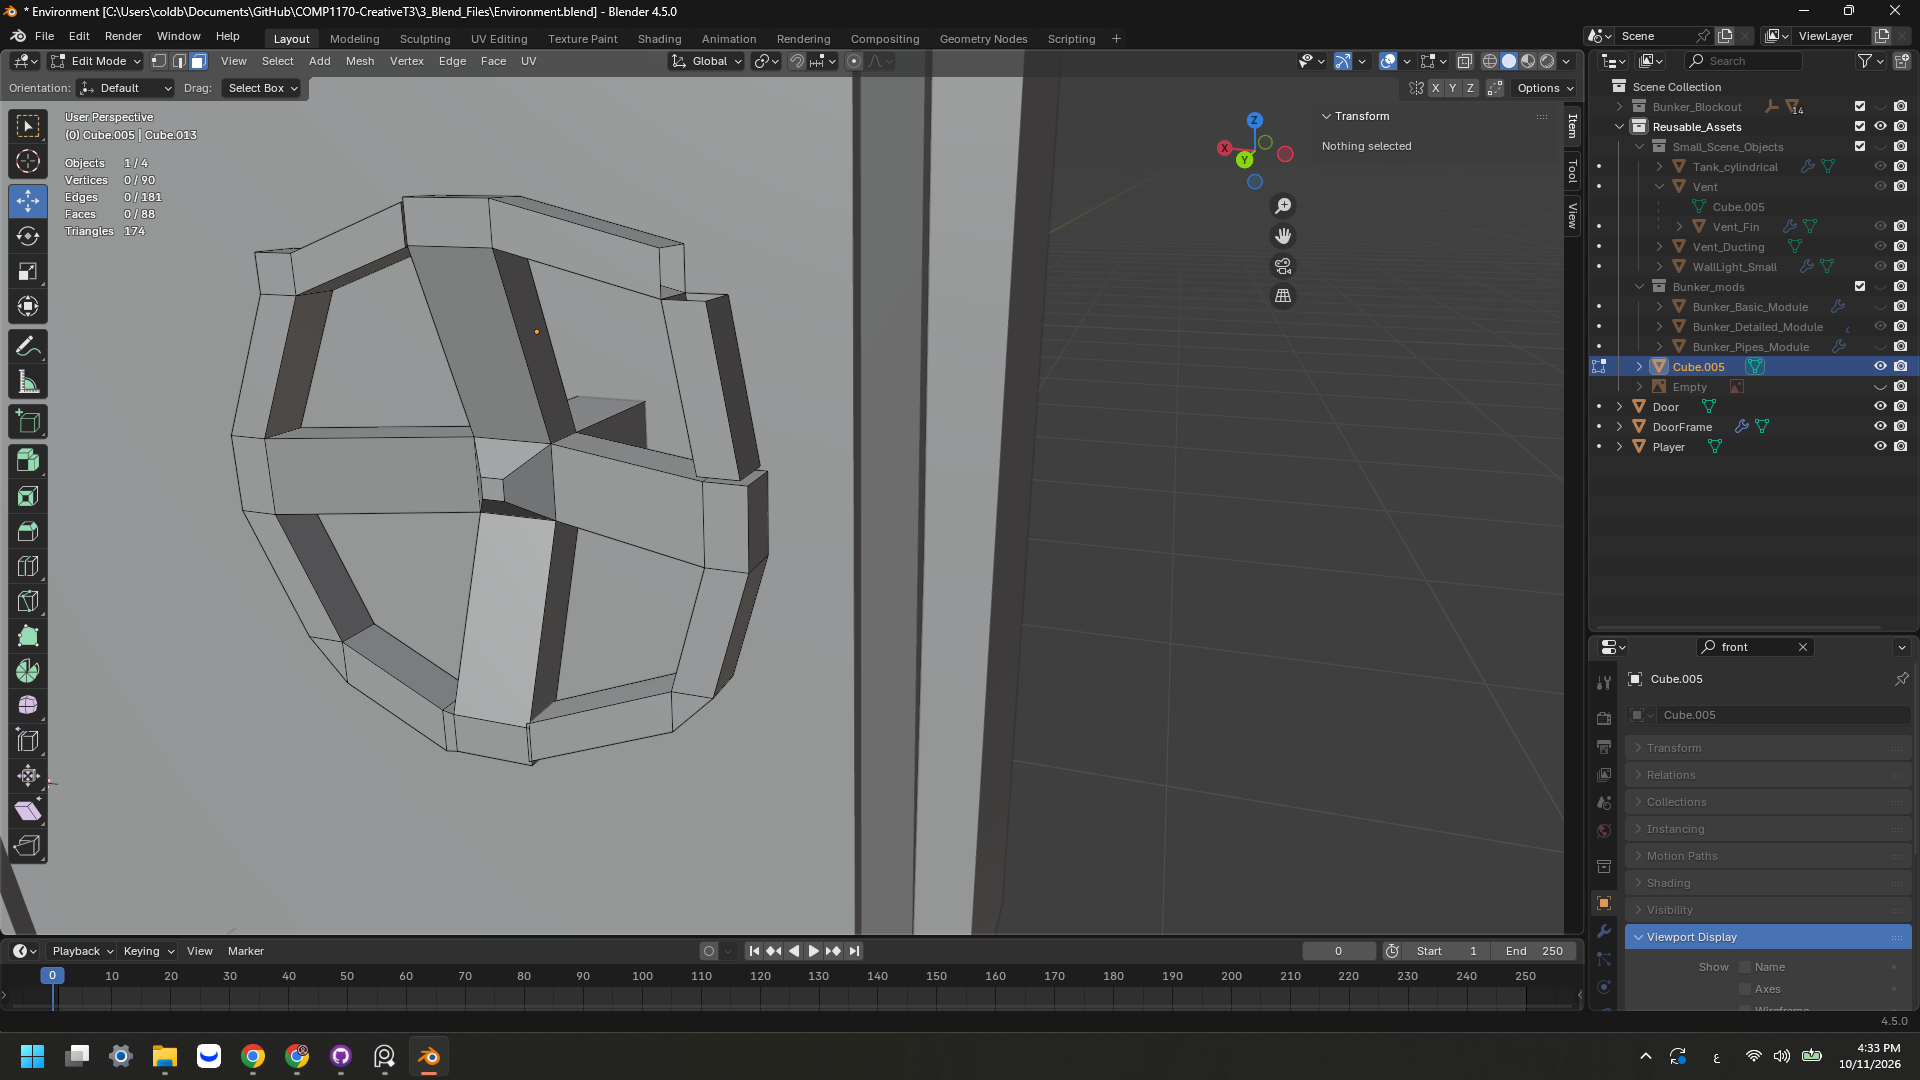 * Environment [C:\Users\coldb\Documents\GitHub\COMP1170-CreativeT3\3_Blend_Files\Environment.blend] - Blender 4.5.0
File Edit Render Window Help
Layout Modeling Sculpting UV Editing Texture Paint Shading Animation Rendering Compositing Geometry Nodes Scripting +
Scene
ViewLayer
Edit Mode
View Select Add Mesh Vertex Edge Face UV
Global
Search
Orientation: Default Drag: Select Box
X Y Z Options
User Perspective
(0) Cube.005 | Cube.013
Objects 1 / 4
Vertices 0 / 90
Edges 0 / 181
Faces 0 / 88
Triangles 174
Z
X
Y
Transform
Nothing selected
Item
Tool
View
Scene Collection
Bunker_Blockout 14
Reusable_Assets
Small_Scene_Objects
Tank_cylindrical
Vent
Cube.005
Vent_Fin
Vent_Ducting
WallLight_Small
Bunker_mods
Bunker_Basic_Module
Bunker_Detailed_Module
Bunker_Pipes_Module
Cube.005
Empty
Door
DoorFrame
Player
front
Cube.005
Cube.005
Transform
Relations
Collections
Instancing
Motion Paths
Shading
Visibility
Viewport Display
Show Name
Axes
Wireframe
Playback Keying View Marker
0 Start 1 End 250
0 10 20 30 40 50 60 70 80 90 100 110 120 130 140 150 160 170 180 190 200 210 220 230 240 250
4.5.0
ع
4:33 PM
10/11/2026